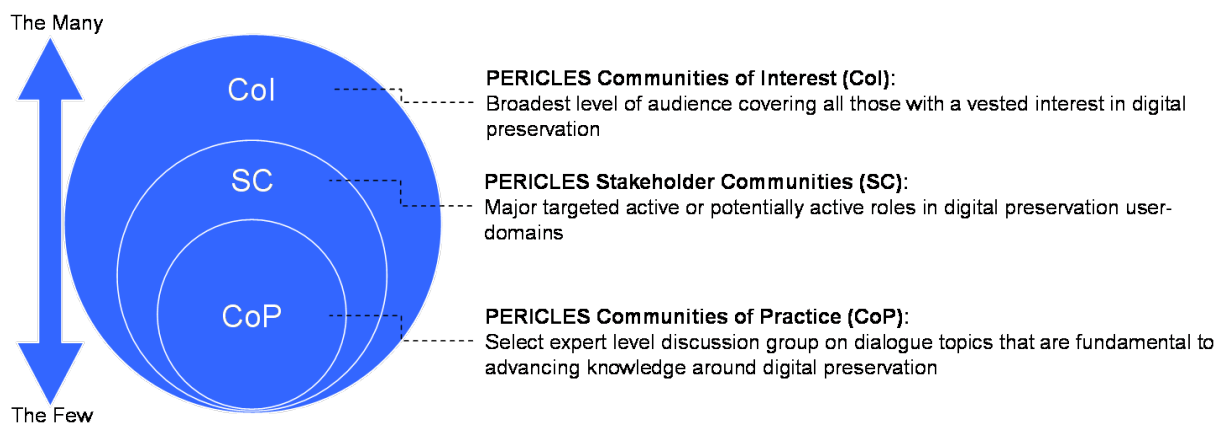 The Many
CoI
PERICLES Communities of Interest (CoI):
Broadest level of audience covering all those with a vested interest in digital
preservation
SC
PERICLES Stakeholder Communities (SC):
Major targeted active or potentially active roles in digital preservation user-
domains
CoP
PERICLES Communities of Practice (CoP):
Select expert level discussion group on dialogue topics that are fundamental to
advancing knowledge around digital preservation
The Few